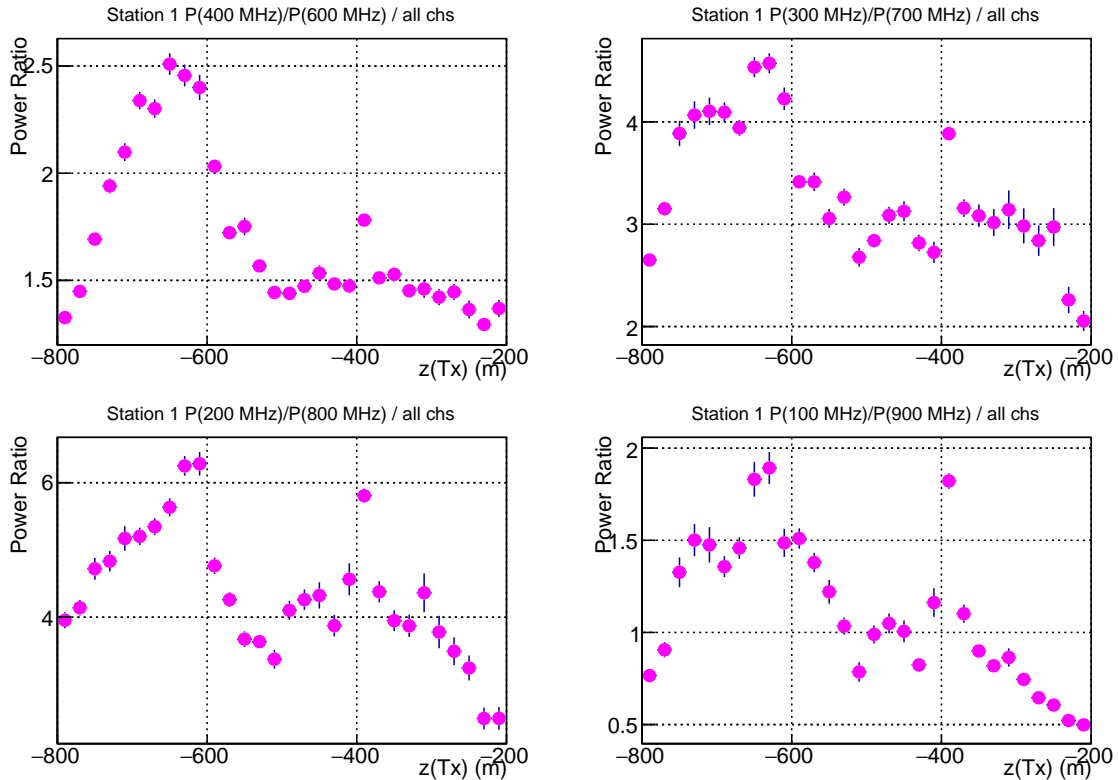 Station 1 P(400 MHz)/P(600 MHz) / all chs
Power Ratio
2.5
2
1.5
−800 −600 −400 −200
z(Tx) (m)
Station 1 P(300 MHz)/P(700 MHz) / all chs
Power Ratio
4
3
2
−800 −600 −400 −200
z(Tx) (m)
Station 1 P(200 MHz)/P(800 MHz) / all chs
Power Ratio
6
4
−800 −600 −400 −200
z(Tx) (m)
Station 1 P(100 MHz)/P(900 MHz) / all chs
Power Ratio
2
1.5
1
0.5
−800 −600 −400 −200
z(Tx) (m)